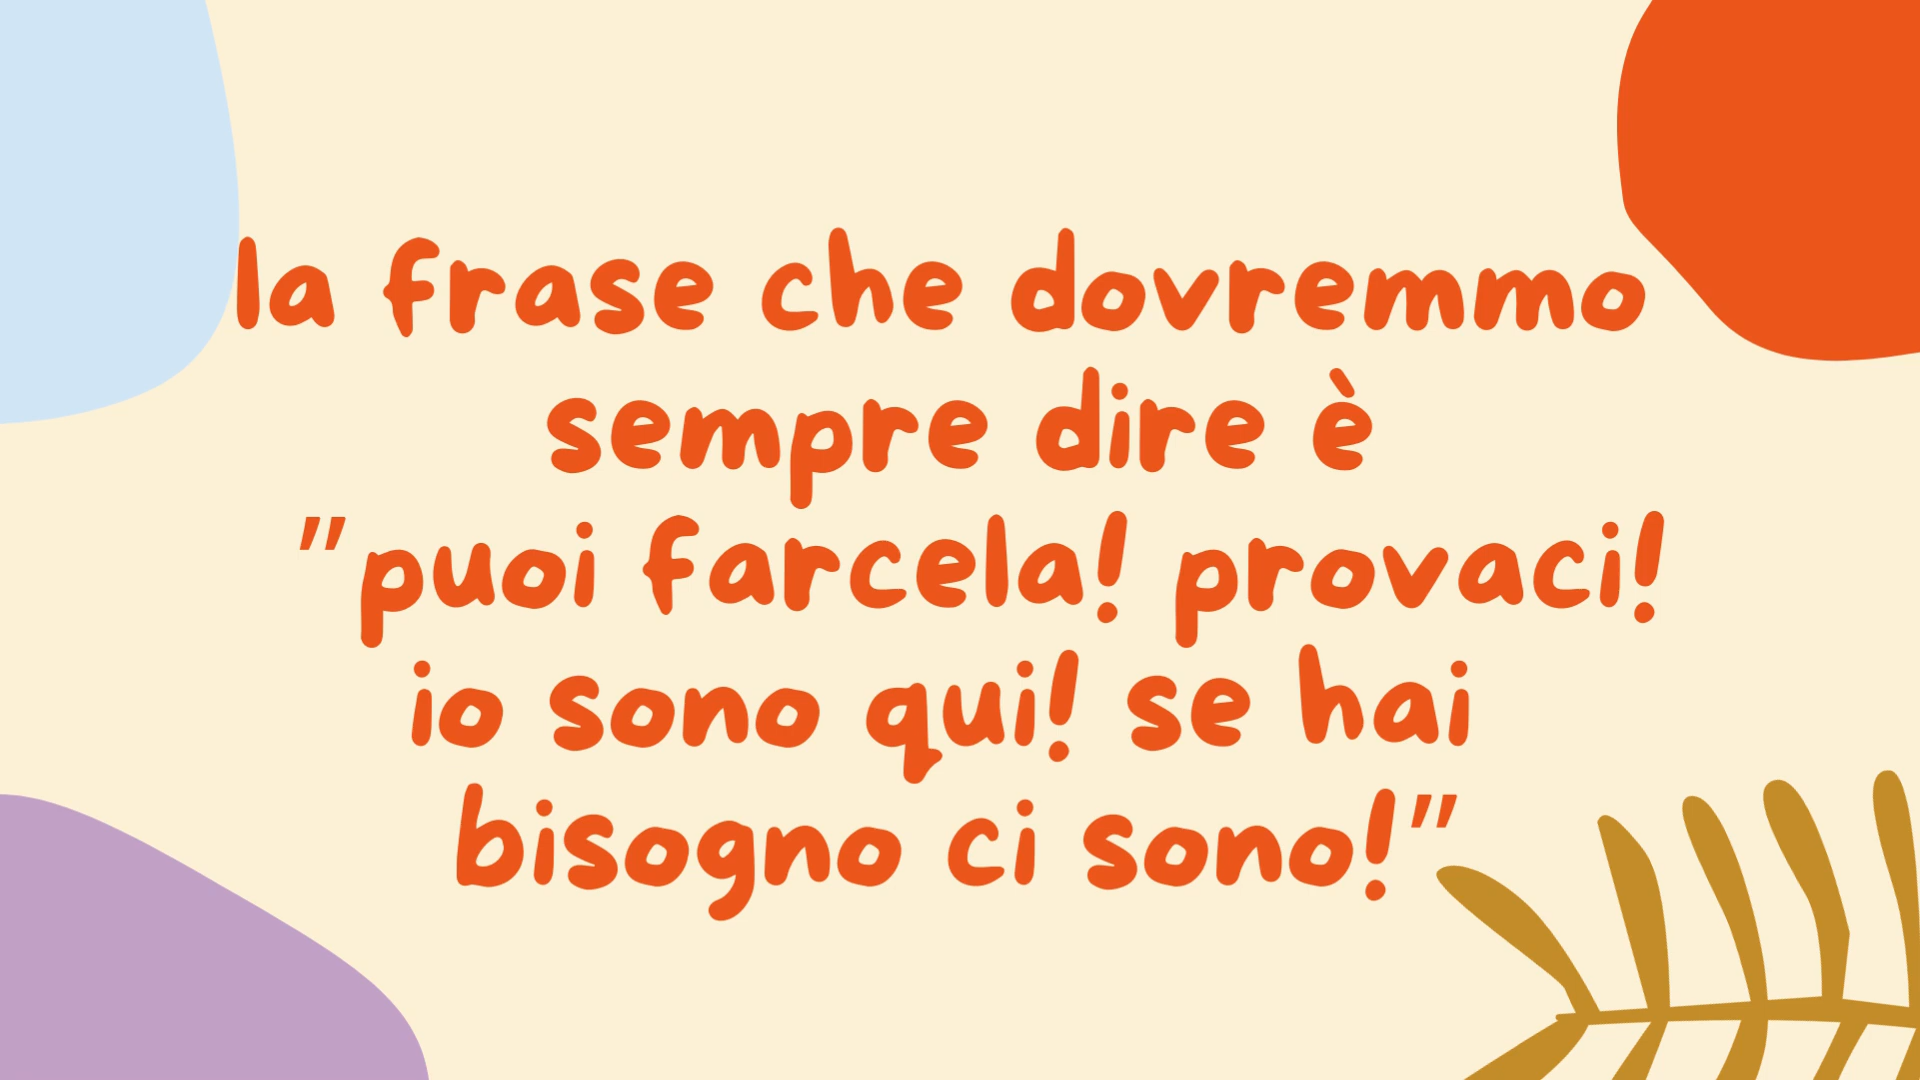 la frase che dovremmo
sempre dire è
"puoi farcela! provaci!
io sono qui! se hai
bisogno ci sono!"